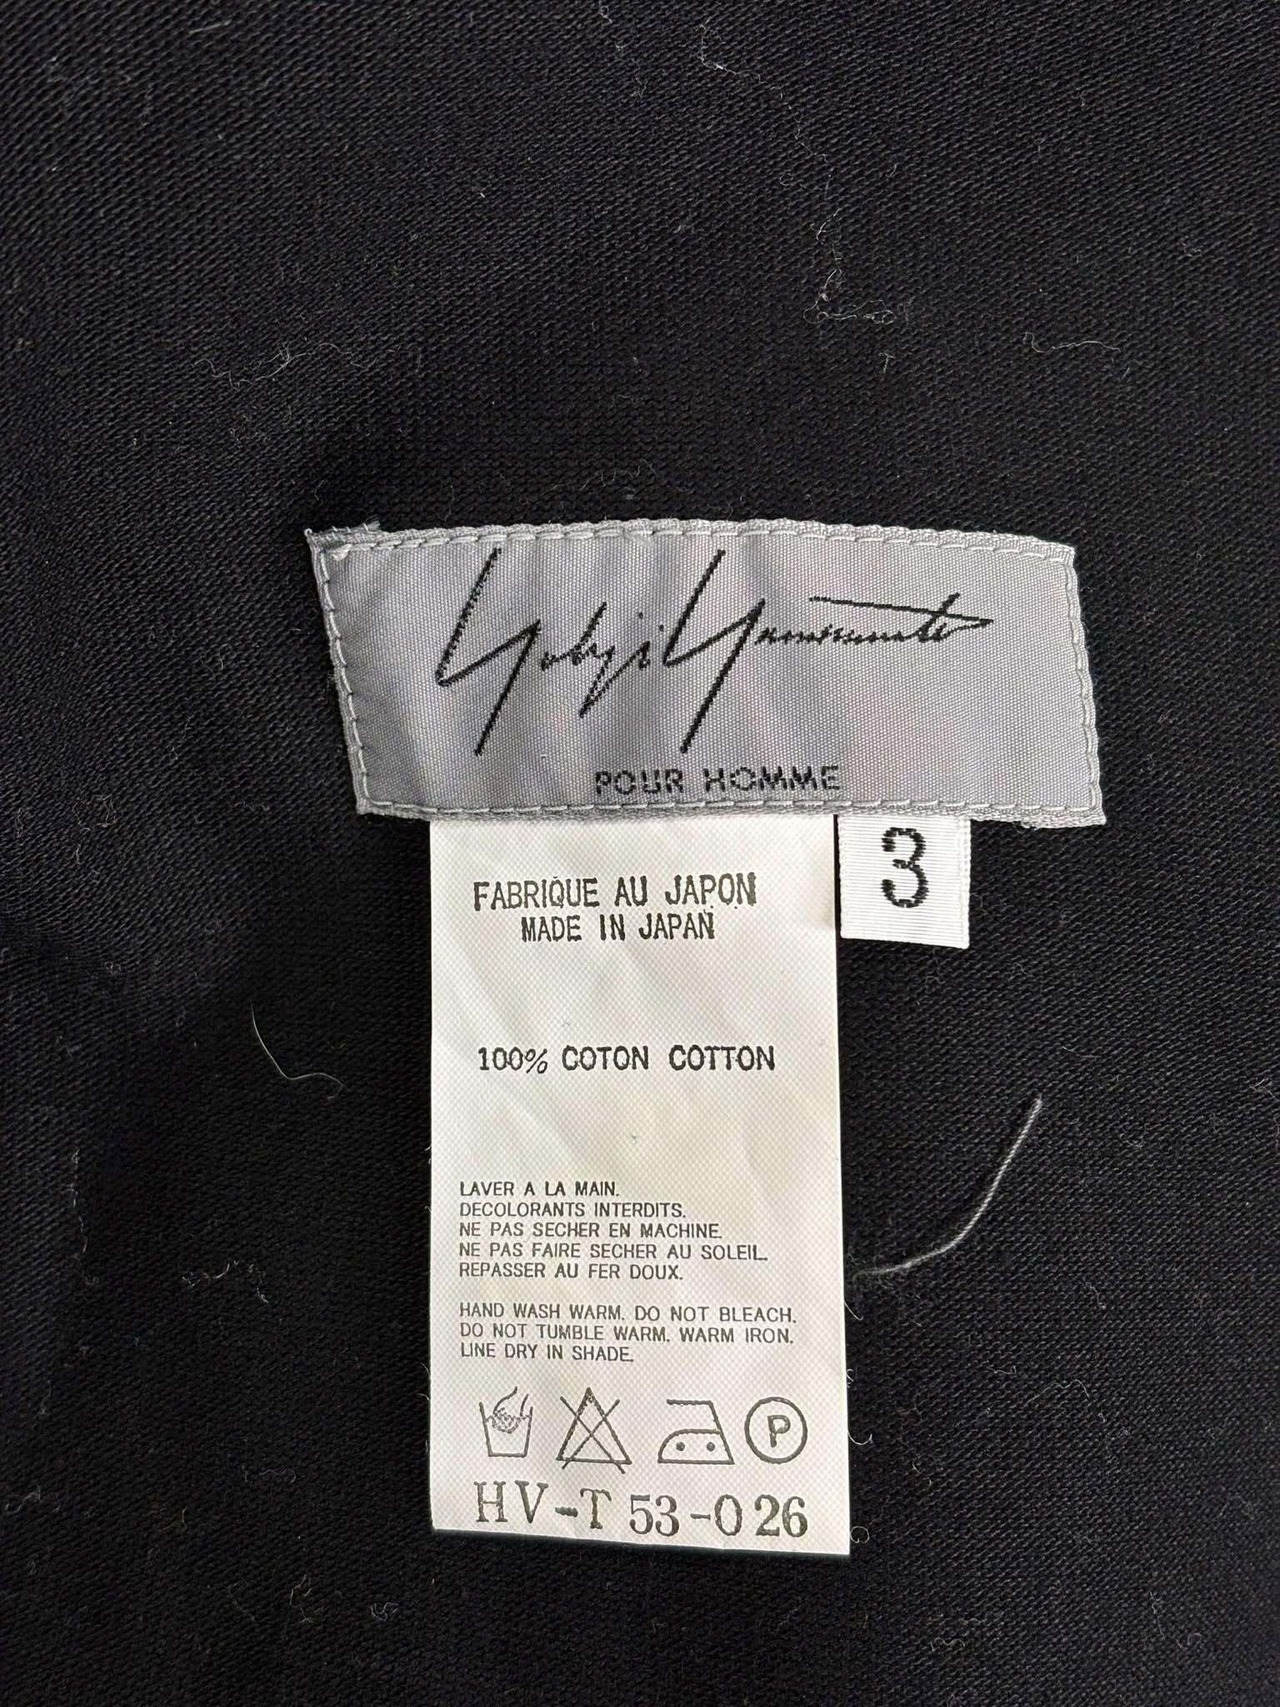 Yohji Yamamoto
POUR HOMME
3
FABRIQUE AU JAPON
MADE IN JAPAN
100% COTON COTTON
LAVER A LA MAIN.
DECOLORANTS INTERDITS.
NE PAS SECHER EN MACHINE.
NE PAS FAIRE SECHER AU SOLEIL.
REPASSER AU FER DOUX.
HAND WASH WARM. DO NOT BLEACH.
DO NOT TUMBLE WARM. WARM IRON.
LINE DRY IN SHADE.
P
HV-T53-026